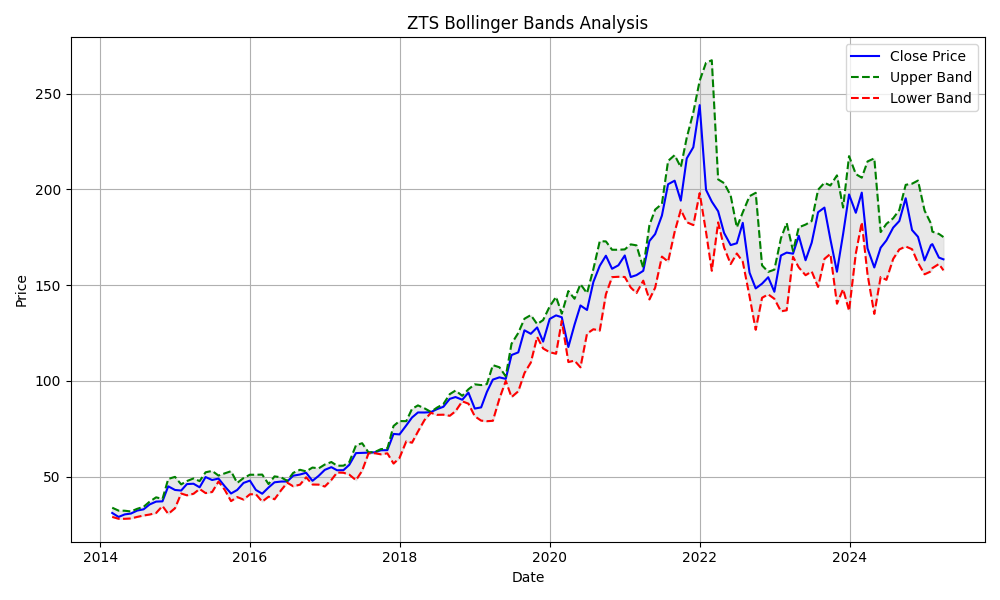 ZTS Bollinger Bands Analysis
Close Price
Upper Band
Lower Band
Price
250
200
150
100
50
2014
2016
2018
2020
2022
2024
Date